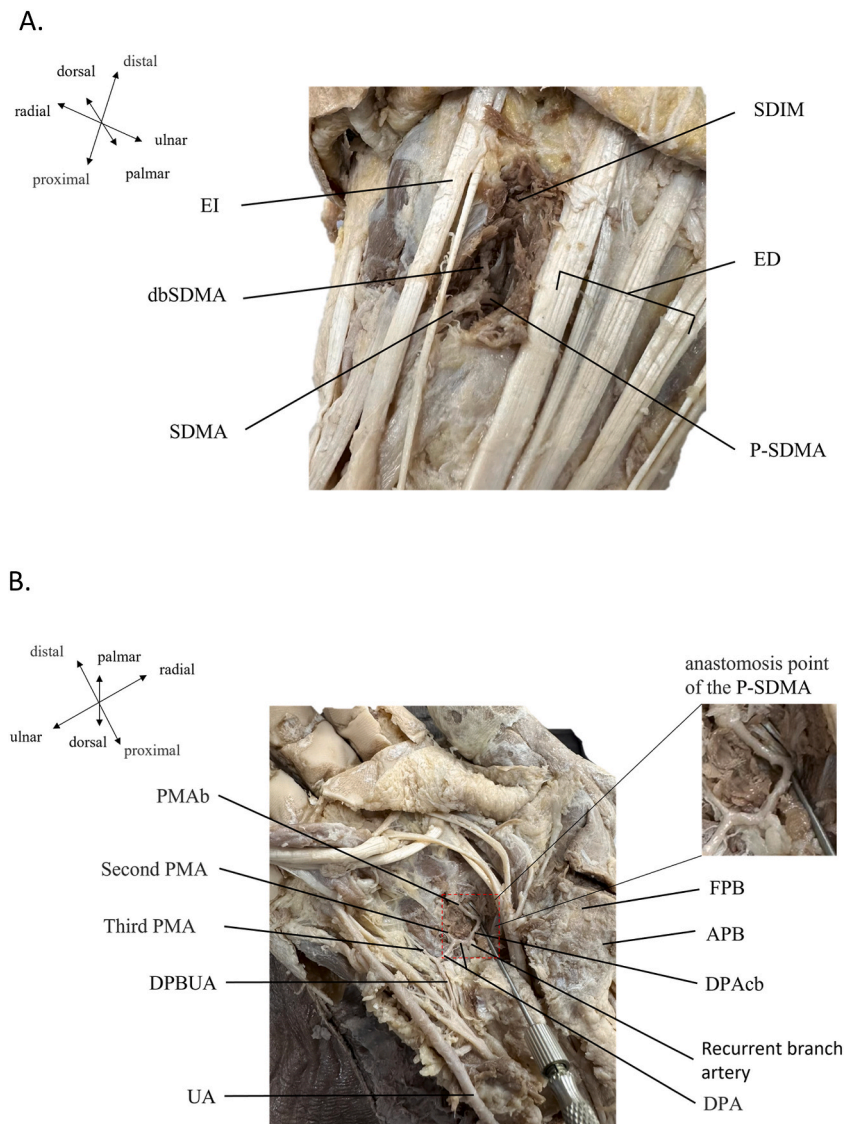 A.
distal
dorsal
radial
ulnar
palmar
proximal
SDIM
EI
ED
dbSDMA
SDMA
P-SDMA
B.
distal
palmar
radial
ulnar
dorsal
proximal
anastomosis point
of the P-SDMA
PMAb
Second PMA
FPB
Third PMA
APB
DPBUA
DPAcb
Recurrent branch
artery
UA
DPA